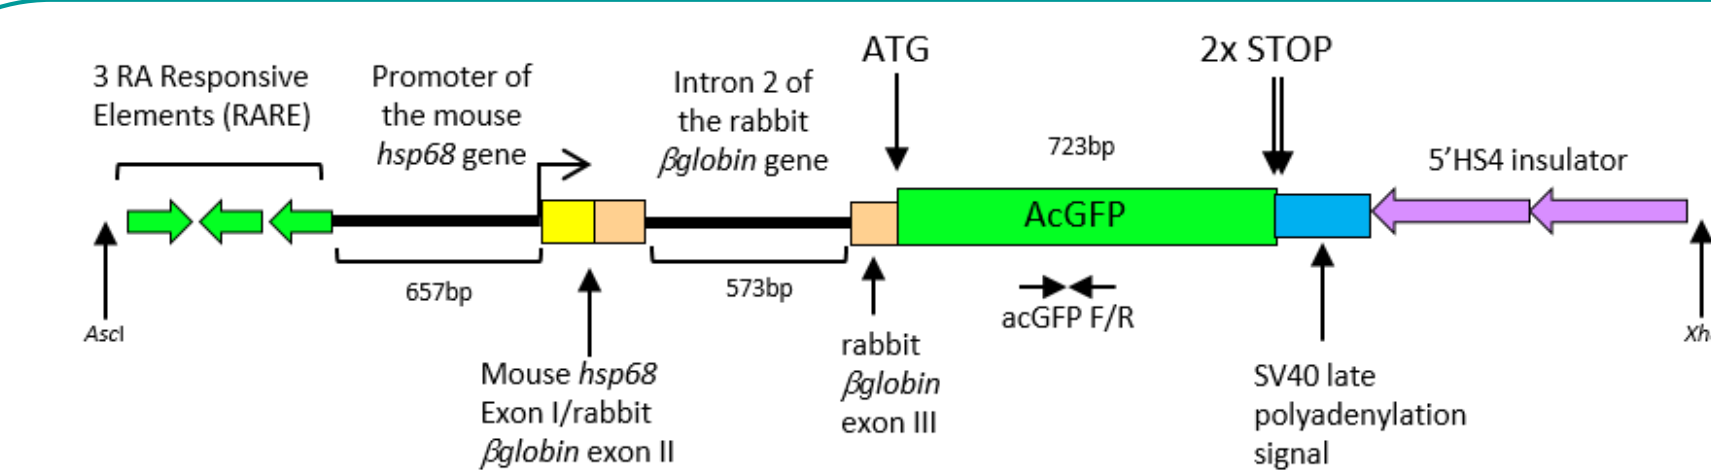 3 RA Responsive
Elements (RARE)
Promoter of
the mouse
hsp68 gene
Intron 2 of
the rabbit
βglobin gene
ATG
2x STOP
723bp
5’HS4 insulator
AcGFP
657bp
573bp
acGFP F/R
AscI
Xh
Mouse hsp68
Exon I/rabbit
βglobin exon II
rabbit
βglobin
exon III
SV40 late
polyadenylation
signal